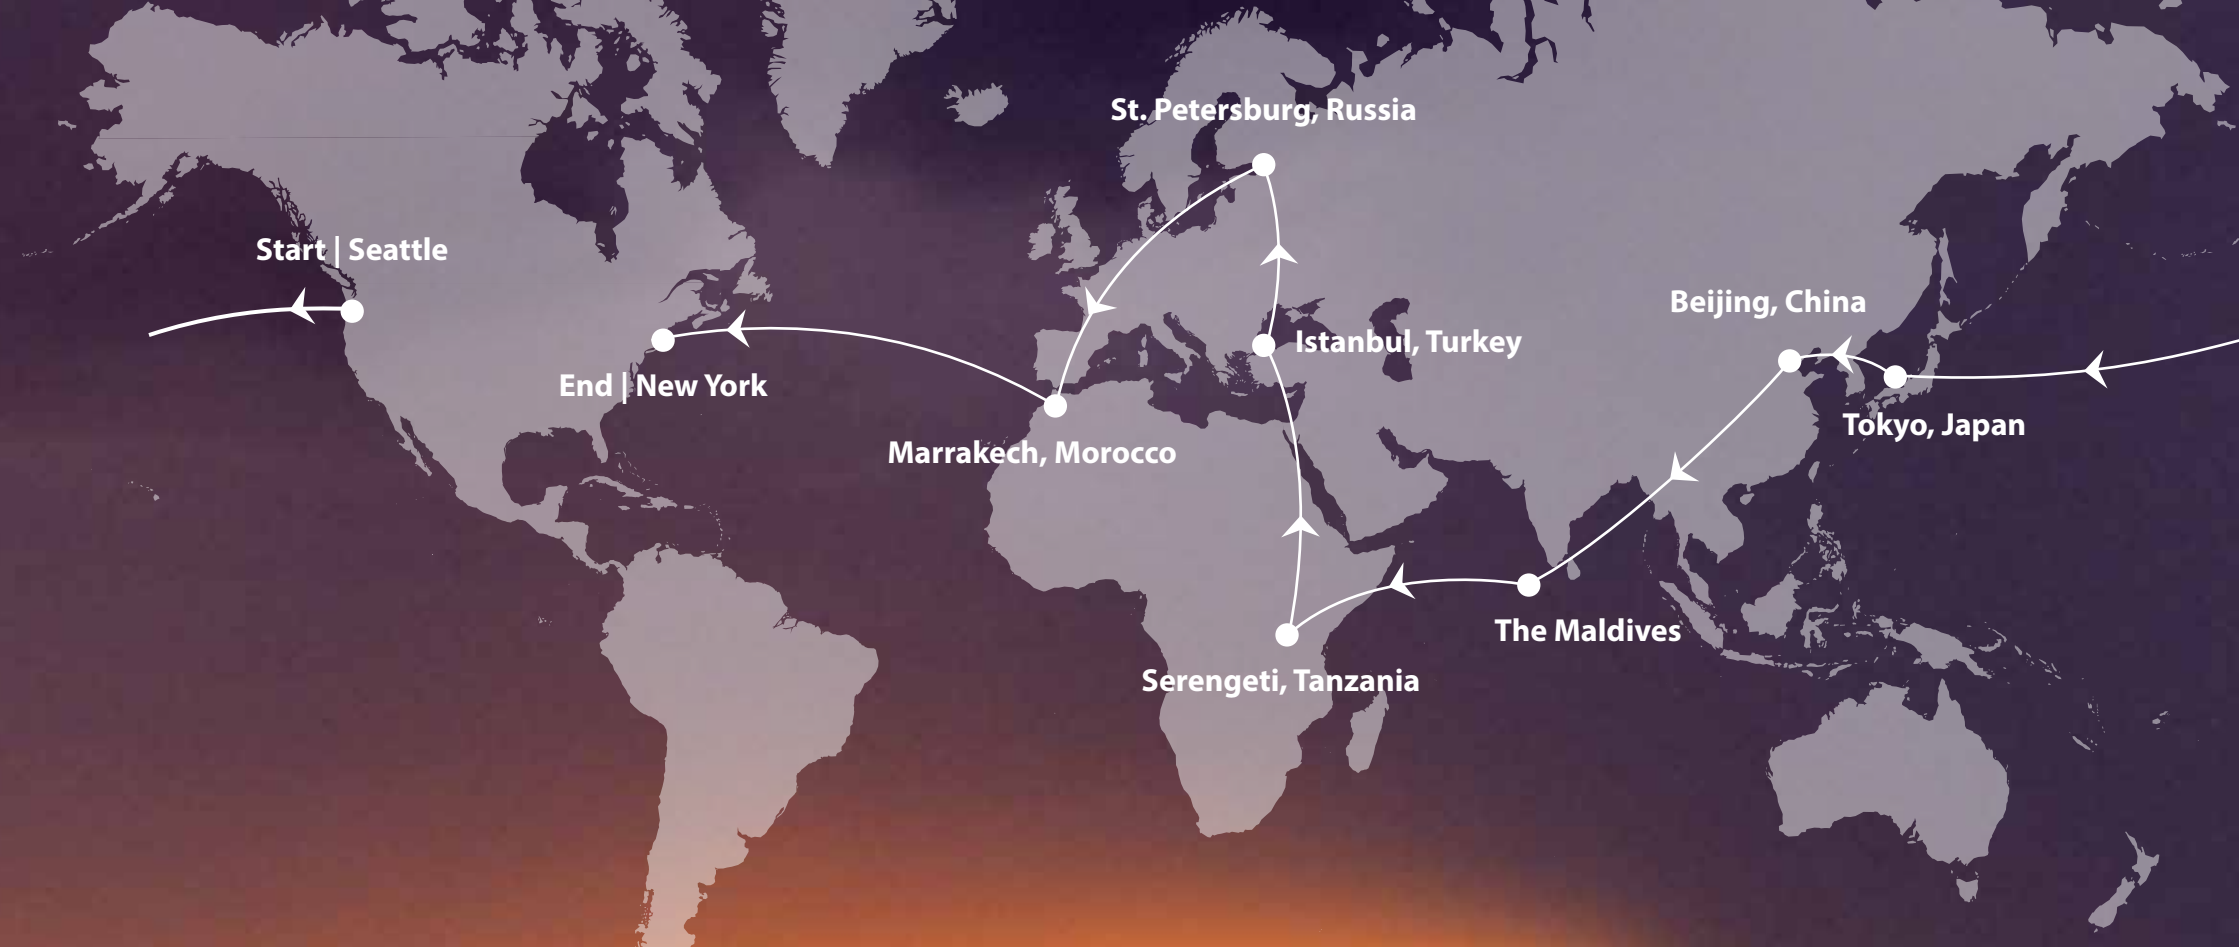 St. Petersburg, Russia
Start | Seattle
Beijing, China
Istanbul, Turkey
End | New York
Tokyo, Japan
Marrakech, Morocco
The Maldives
Serengeti, Tanzania